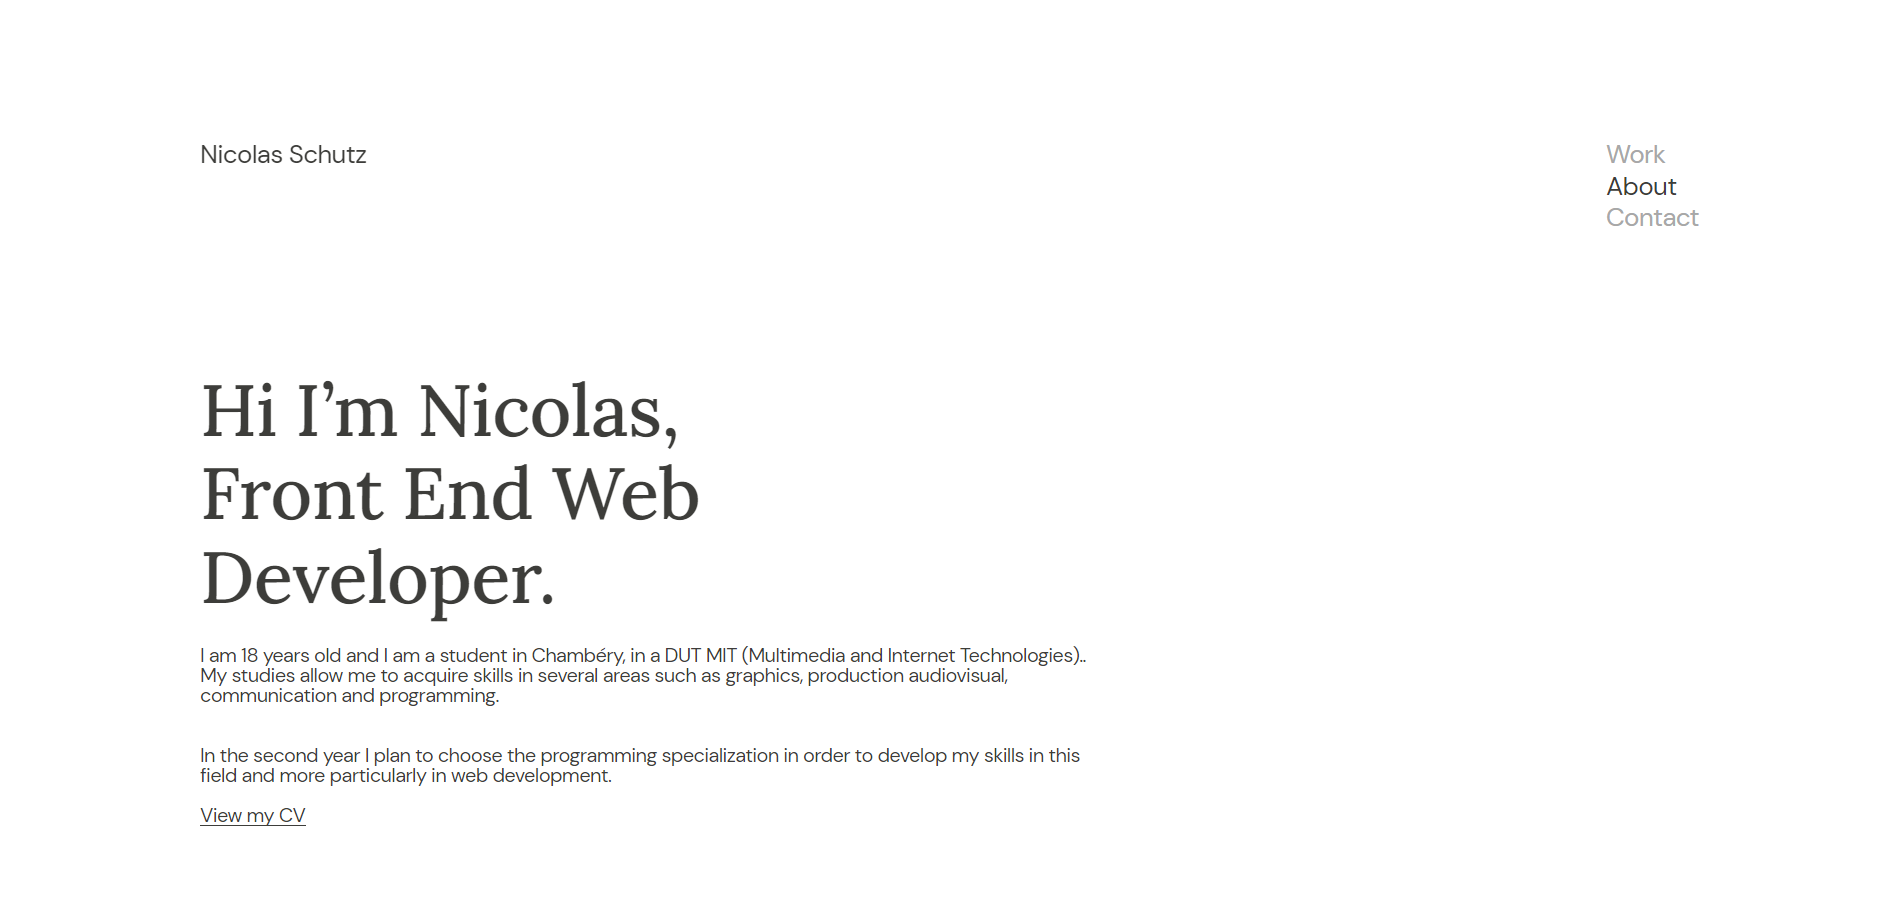 Nicolas Schutz
Work
About
Contact
Hi I’m Nicolas,
Front End Web
Developer.
I am 18 years old and I am a student in Chambéry, in a DUT MIT (Multimedia and Internet Technologies)..
My studies allow me to acquire skills in several areas such as graphics, production audiovisual,
communication and programming.
In the second year I plan to choose the programming specialization in order to develop my skills in this
field and more particularly in web development.
View my CV